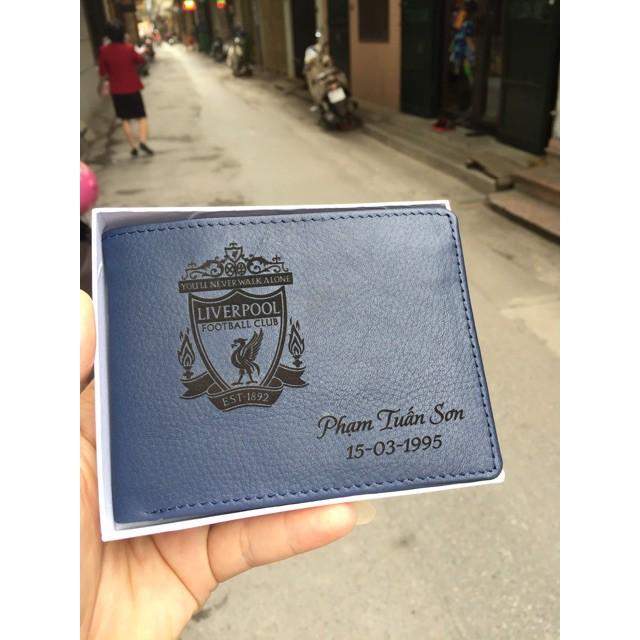 YOU'LL NEVER WALK ALONE
LIVERPOOL
FOOTBALL CLUB
EST·1892
Phạm Tuấn Sơn
15-03-1995